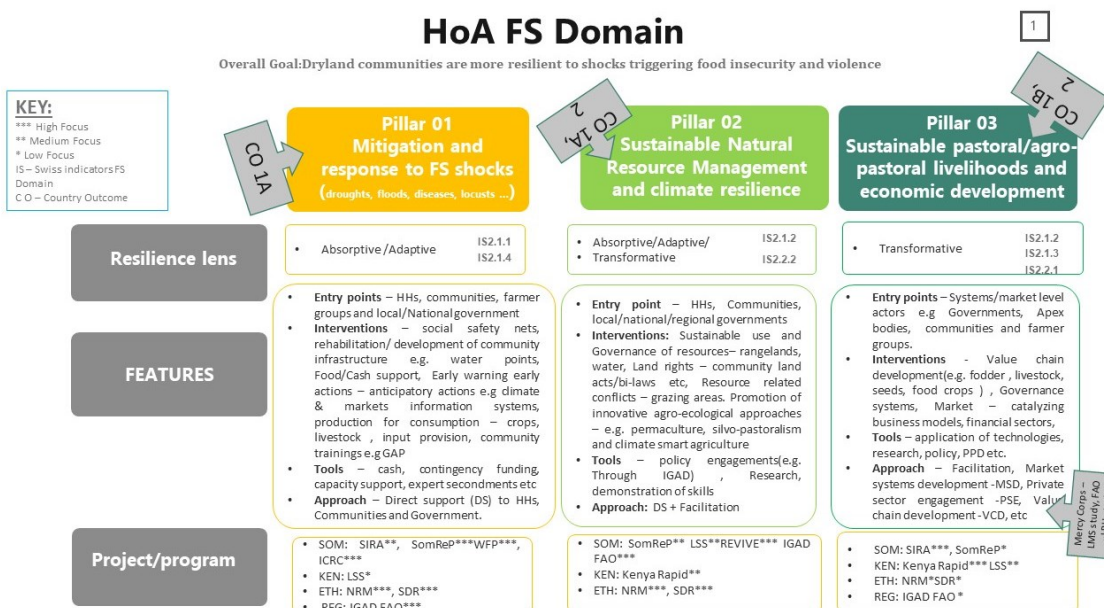 HoA FS Domain
1
Overall Goal:Dryland communities are more resilient to shocks triggering food insecurity and violence
KEY:
*** High Focus
** Medium Focus
* Low Focus
IS – Swiss indicators FS
Domain
C O – Country Outcome
CO 1A
Pillar 01
Mitigation and
response to FS shocks
(droughts, floods, diseases, locusts ...)
CO 1A,
2
Pillar 02
Sustainable Natural
Resource Management
and climate resilience
CO 1B,
2
Pillar 03
Sustainable pastoral/agro-
pastoral livelihoods and
economic development
Resilience lens
• Absorptive/Adaptive
IS2.1.1
IS2.1.4
• Absorptive/Adaptive/
• Transformative
IS2.1.2
IS2.2.2
• Transformative
IS2.1.2
IS2.1.3
IS2.2.1
FEATURES
• Entry points – HHs, communities, farmer
groups and local/National government
• Interventions – social safety nets,
rehabilitation/ development of community
infrastructure e.g. water points,
Food/Cash support, Early warning early
actions – anticipatory actions e.g climate
& markets information systems,
production for consumption – crops,
livestock , input provision, community
trainings e.g GAP
• Tools – cash, contingency funding,
capacity support, expert secondments etc
• Approach – Direct support (DS) to HHs,
Communities and Government.
• Entry point – HHs, Communities,
local/national/regional governments
• Interventions: Sustainable use and
Governance of resources– rangelands,
water, Land rights – community land
acts/bi-laws etc, Resource related
conflicts – grazing areas. Promotion of
innovative agro-ecological approaches
– e.g. permaculture, silvo-pastoralism
and climate smart agriculture
• Tools – policy engagements(e.g.
Through IGAD) , Research,
demonstration of skills
• Approach: DS + Facilitation
• Entry points – Systems/market level
actors e.g Governments, Apex
bodies, communities and farmer
groups.
• Interventions - Value chain
development(e.g. fodder , livestock,
seeds, food crops ) , Governance
systems, Market – catalyzing
business models, financial sectors,
• Tools – application of technologies,
research, policy, PPD etc.
• Approach – Facilitation, Market
systems development -MSD, Private
sector engagement -PSE, Value
chain development -VCD, etc
Mercy Corps –
LMS study, FAO
Project/program
• SOM: SIRA**, SomReP***WFP***,
ICRC***
• KEN: LSS*
• ETH: NRM***, SDR***
• REG: IGAD FAO***
• SOM: SomReP** LSS**REVIVE*** IGAD
FAO***
• KEN: Kenya Rapid**
• ETH: NRM***, SDR***
• SOM: SIRA***, SomReP*
• KEN: Kenya Rapid***LSS**
• ETH: NRM*SDR*
• REG: IGAD FAO *